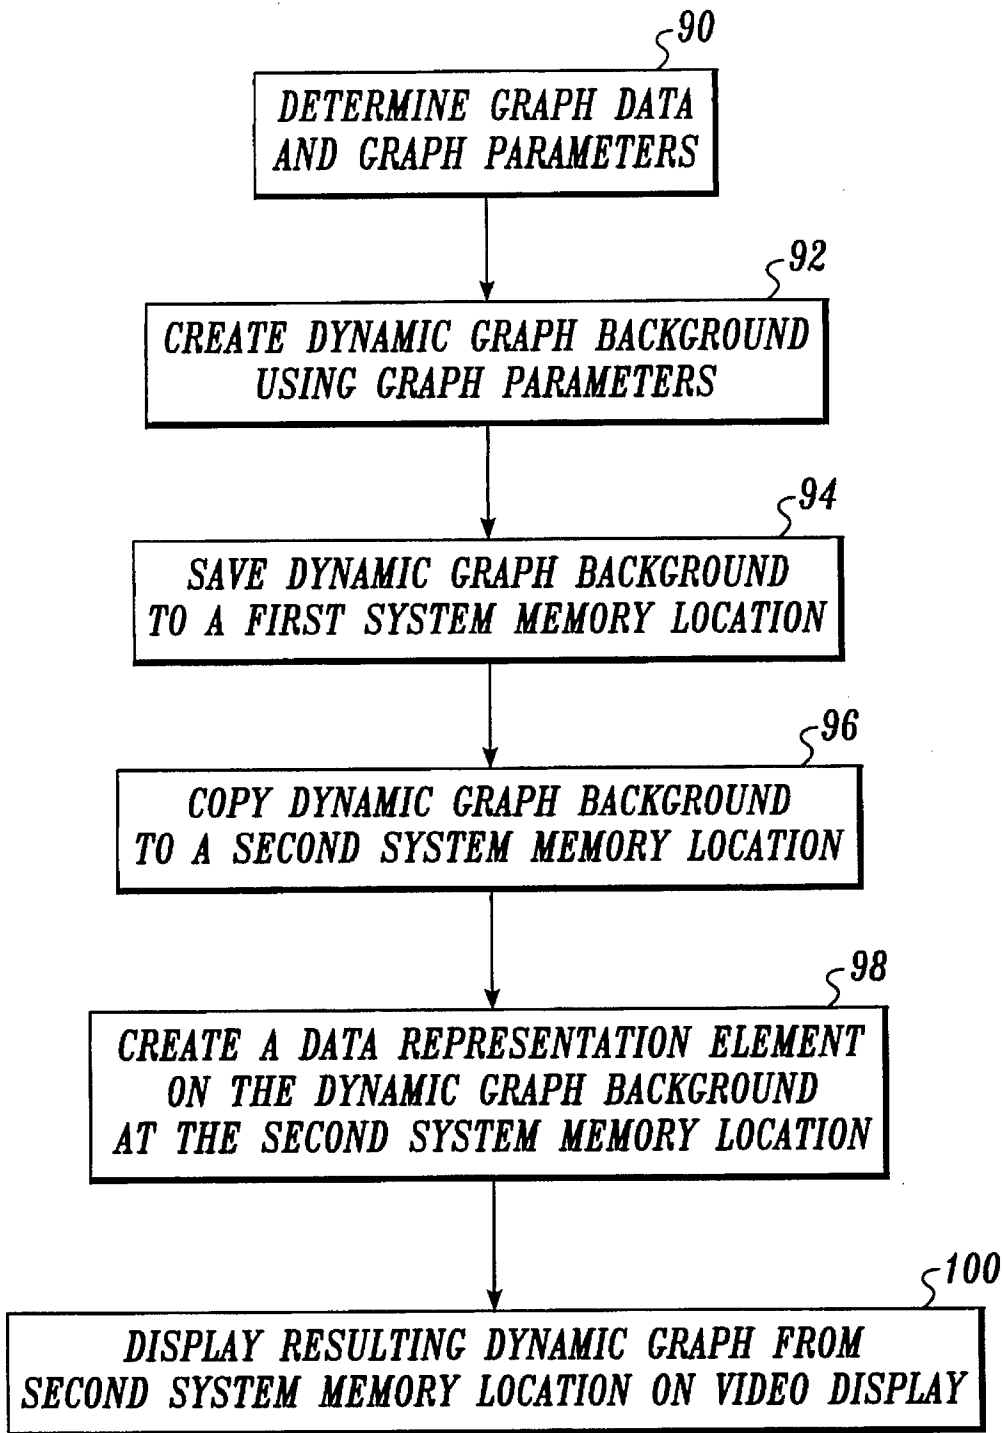 90
DETERMINE GRAPH DATA
AND GRAPH PARAMETERS
92
CREATE DYNAMIC GRAPH BACKGROUND
USING GRAPH PARAMETERS
94
SAVE DYNAMIC GRAPH BACKGROUND
TO A FIRST SYSTEM MEMORY LOCATION
96
COPY DYNAMIC GRAPH BACKGROUND
TO A SECOND SYSTEM MEMORY LOCATION
98
CREATE A DATA REPRESENTATION ELEMENT
ON THE DYNAMIC GRAPH BACKGROUND
AT THE SECOND SYSTEM MEMORY LOCATION
100
DISPLAY RESULTING DYNAMIC GRAPH FROM
SECOND SYSTEM MEMORY LOCATION ON VIDEO DISPLAY